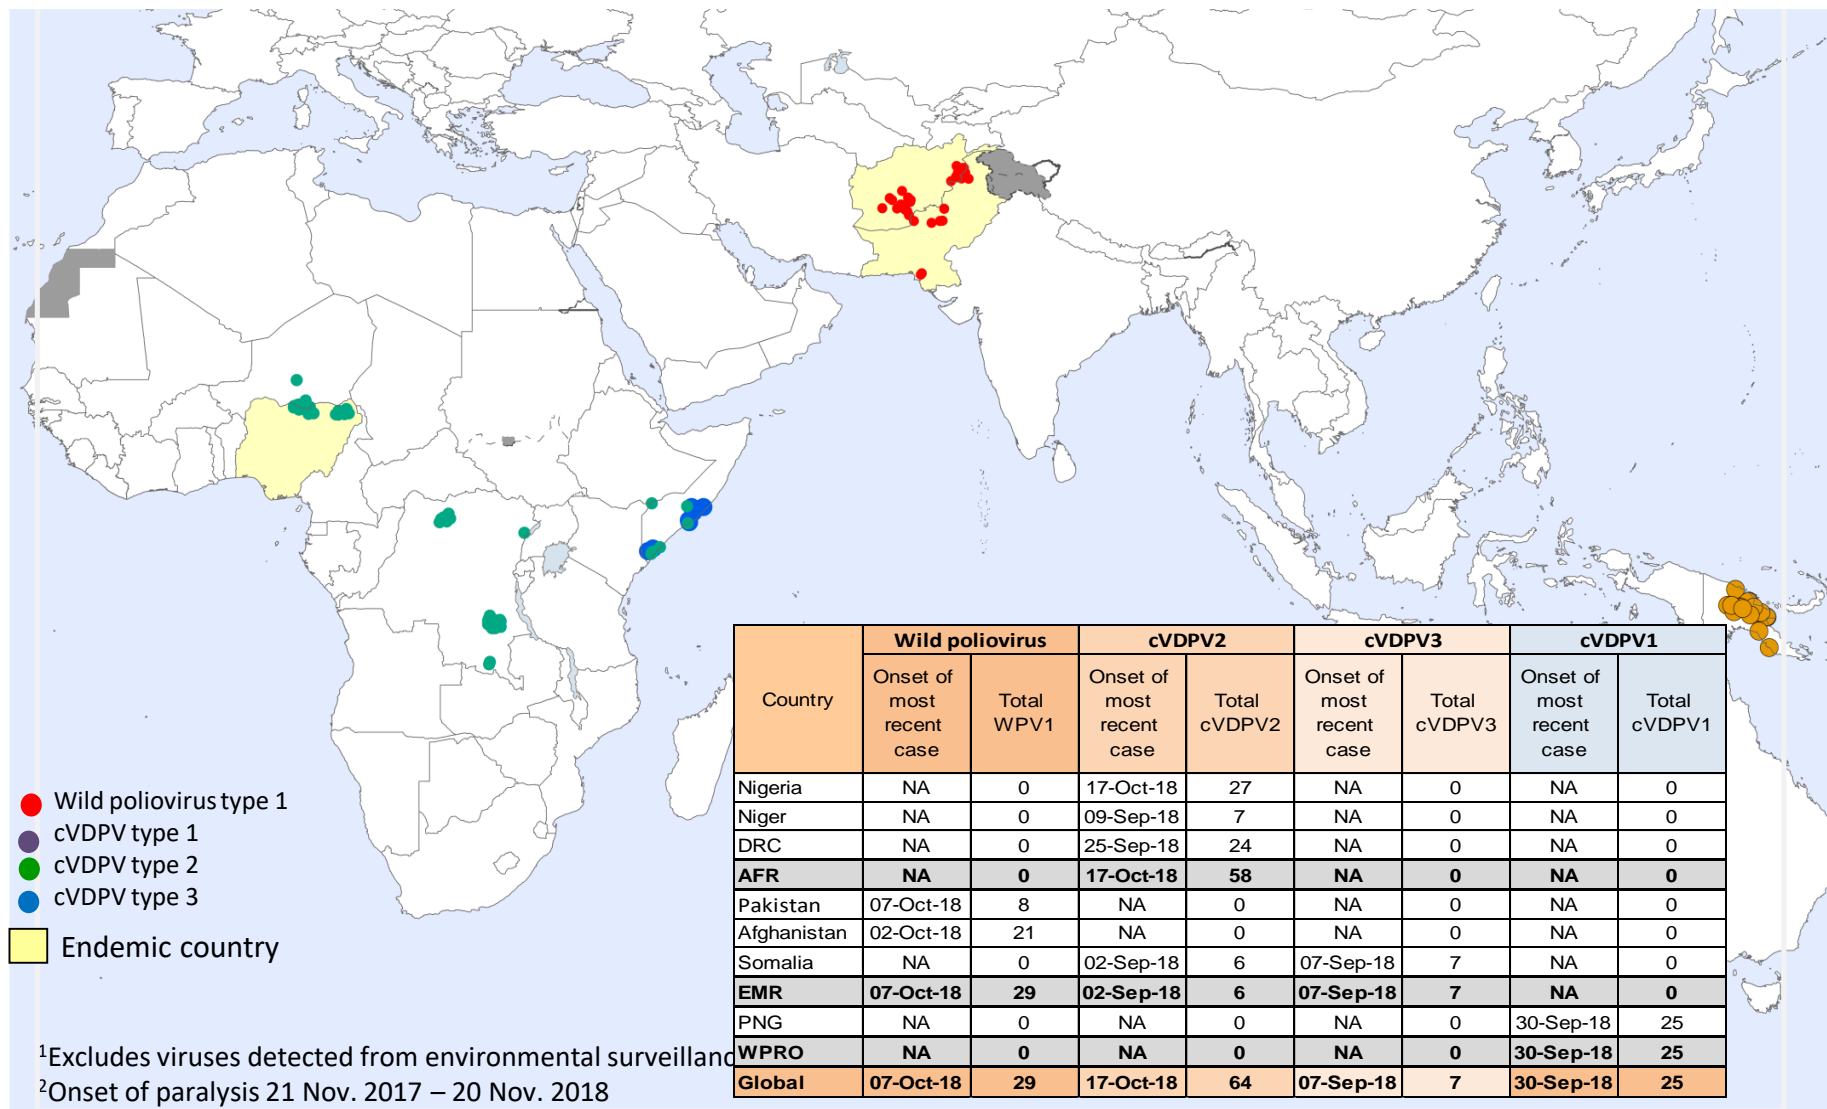 Wild poliovirus type 1
cVDPV type 1
cVDPV type 2
cVDPV type 3
Endemic country
¹Excludes viruses detected from environmental surveillanc
²Onset of paralysis 21 Nov. 2017 – 20 Nov. 2018
Wild poliovirus cVDPV2 cVDPV3 cVDPV1
Country
Onset of most recent case
Total WPV1
Onset of most recent case
Total cVDPV2
Onset of most recent case
Total cVDPV3
Onset of most recent case
Total cVDPV1
Nigeria NA 0 17-Oct-18 27 NA 0 NA 0
Niger NA 0 09-Sep-18 7 NA 0 NA 0
DRC NA 0 25-Sep-18 24 NA 0 NA 0
AFR NA 0 17-Oct-18 58 NA 0 NA 0
Pakistan 07-Oct-18 8 NA 0 NA 0 NA 0
Afghanistan 02-Oct-18 21 NA 0 NA 0 NA 0
Somalia NA 0 02-Sep-18 6 07-Sep-18 7 NA 0
EMR 07-Oct-18 29 02-Sep-18 6 07-Sep-18 7 NA 0
PNG NA 0 NA 0 NA 0 30-Sep-18 25
WPRO NA 0 NA 0 NA 0 30-Sep-18 25
Global 07-Oct-18 29 17-Oct-18 64 07-Sep-18 7 30-Sep-18 25